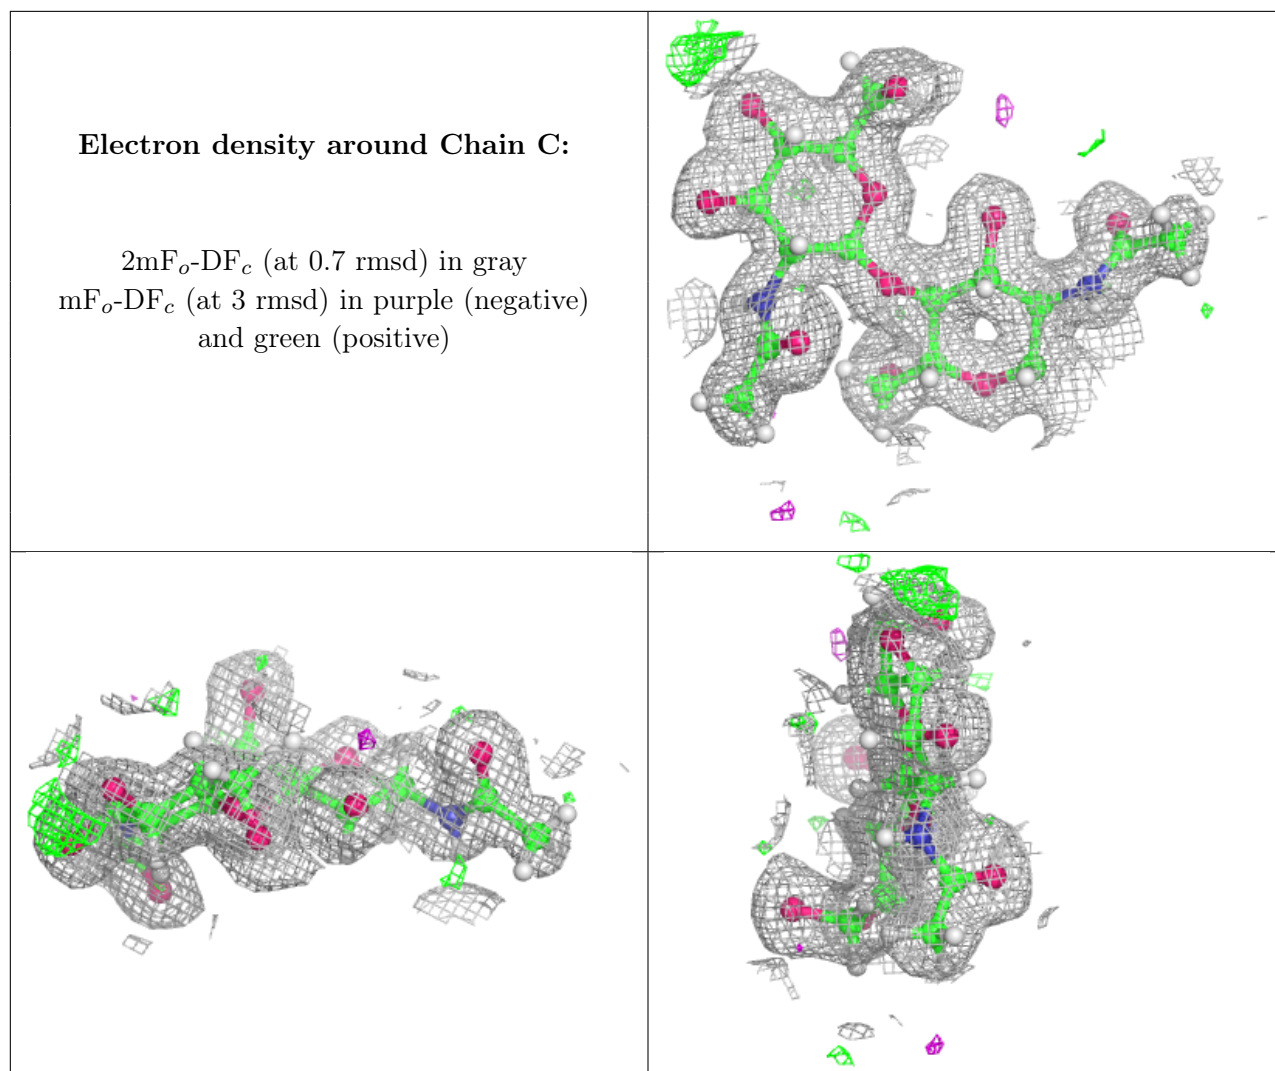 Electron density around Chain C:
2mFo-DFc (at 0.7 rmsd) in gray
mFo-DFc (at 3 rmsd) in purple (negative)
and green (positive)